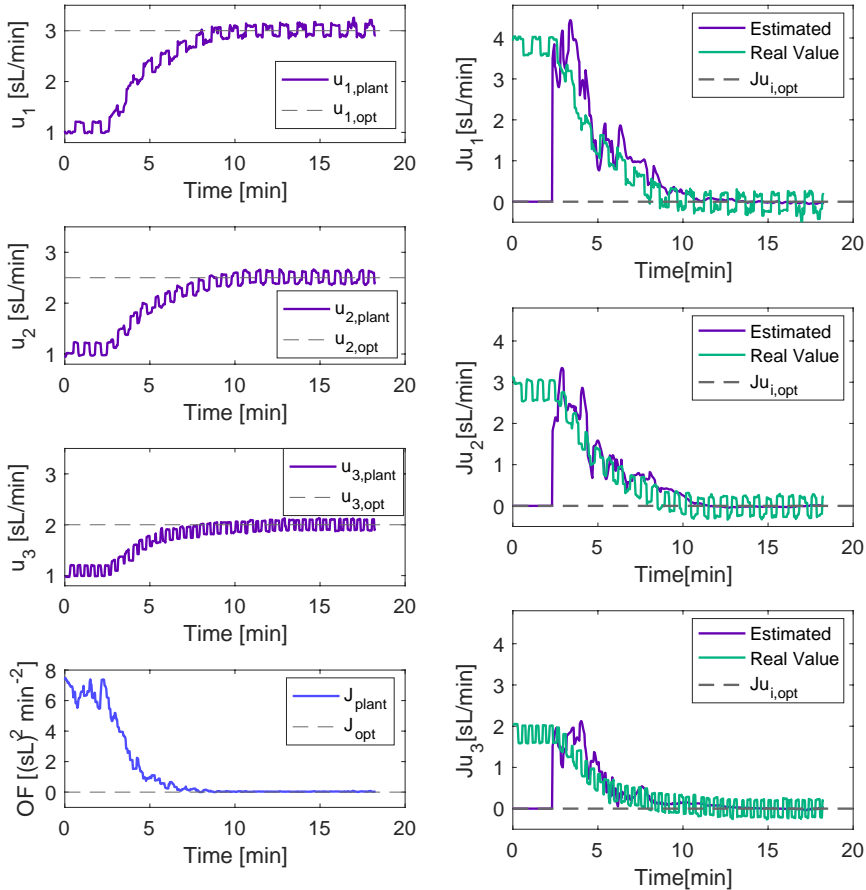 u1 [sL/min]
3
2
1
u1,plant
u1,opt
0 5 10 15 20
Time [min]
u2 [sL/min]
3
2
1
u2,plant
u2,opt
0 5 10 15 20
Time [min]
u3 [sL/min]
3
2
1
u3,plant
u3,opt
0 5 10 15 20
Time [min]
OF [(sL)2 min-2]
8
6
4
2
0
Jplant
Jopt
0 5 10 15 20
Time [min]
Ju1[sL/min]
4
3
2
1
0
Estimated
Real Value
Jui,opt
0 5 10 15 20
Time[min]
Ju2[sL/min]
4
3
2
1
0
Estimated
Real Value
Jui,opt
0 5 10 15 20
Time[min]
Ju3[sL/min]
4
3
2
1
0
Estimated
Real Value
Jui,opt
0 5 10 15 20
Time[min]